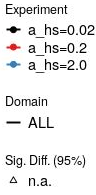 Experiment
a_hs=0.02
a_hs=0.2
a_hs=2.0
Domain
ALL
Sig. Diff. (95%)
n.a.